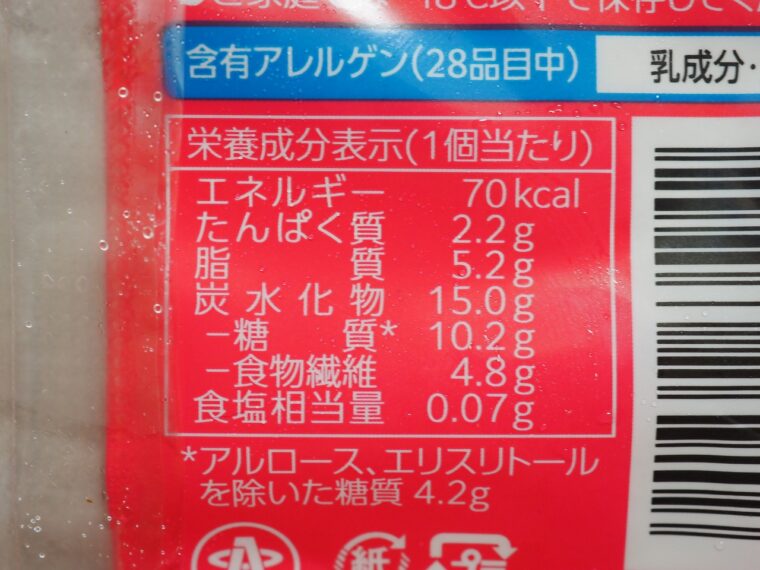 含有アレルゲン(28品目中) 乳成分・
栄養成分表示(1個当たり)
エネルギー 70kcal
たんぱく質 2.2g
脂質 5.2g
炭水化物 15.0g
－糖質* 10.2g
－食物繊維 4.8g
食塩相当量 0.07g
*アルロース、エリスリトール
を除いた糖質 4.2g
紙 プラ